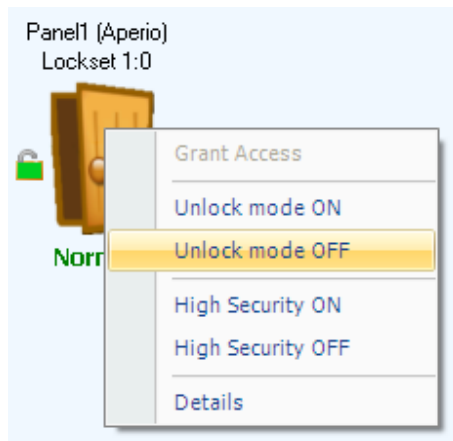 Panel1 (Aperio)
Lockset 1:0
Grant Access
Unlock mode ON
Unlock mode OFF
High Security ON
High Security OFF
Details